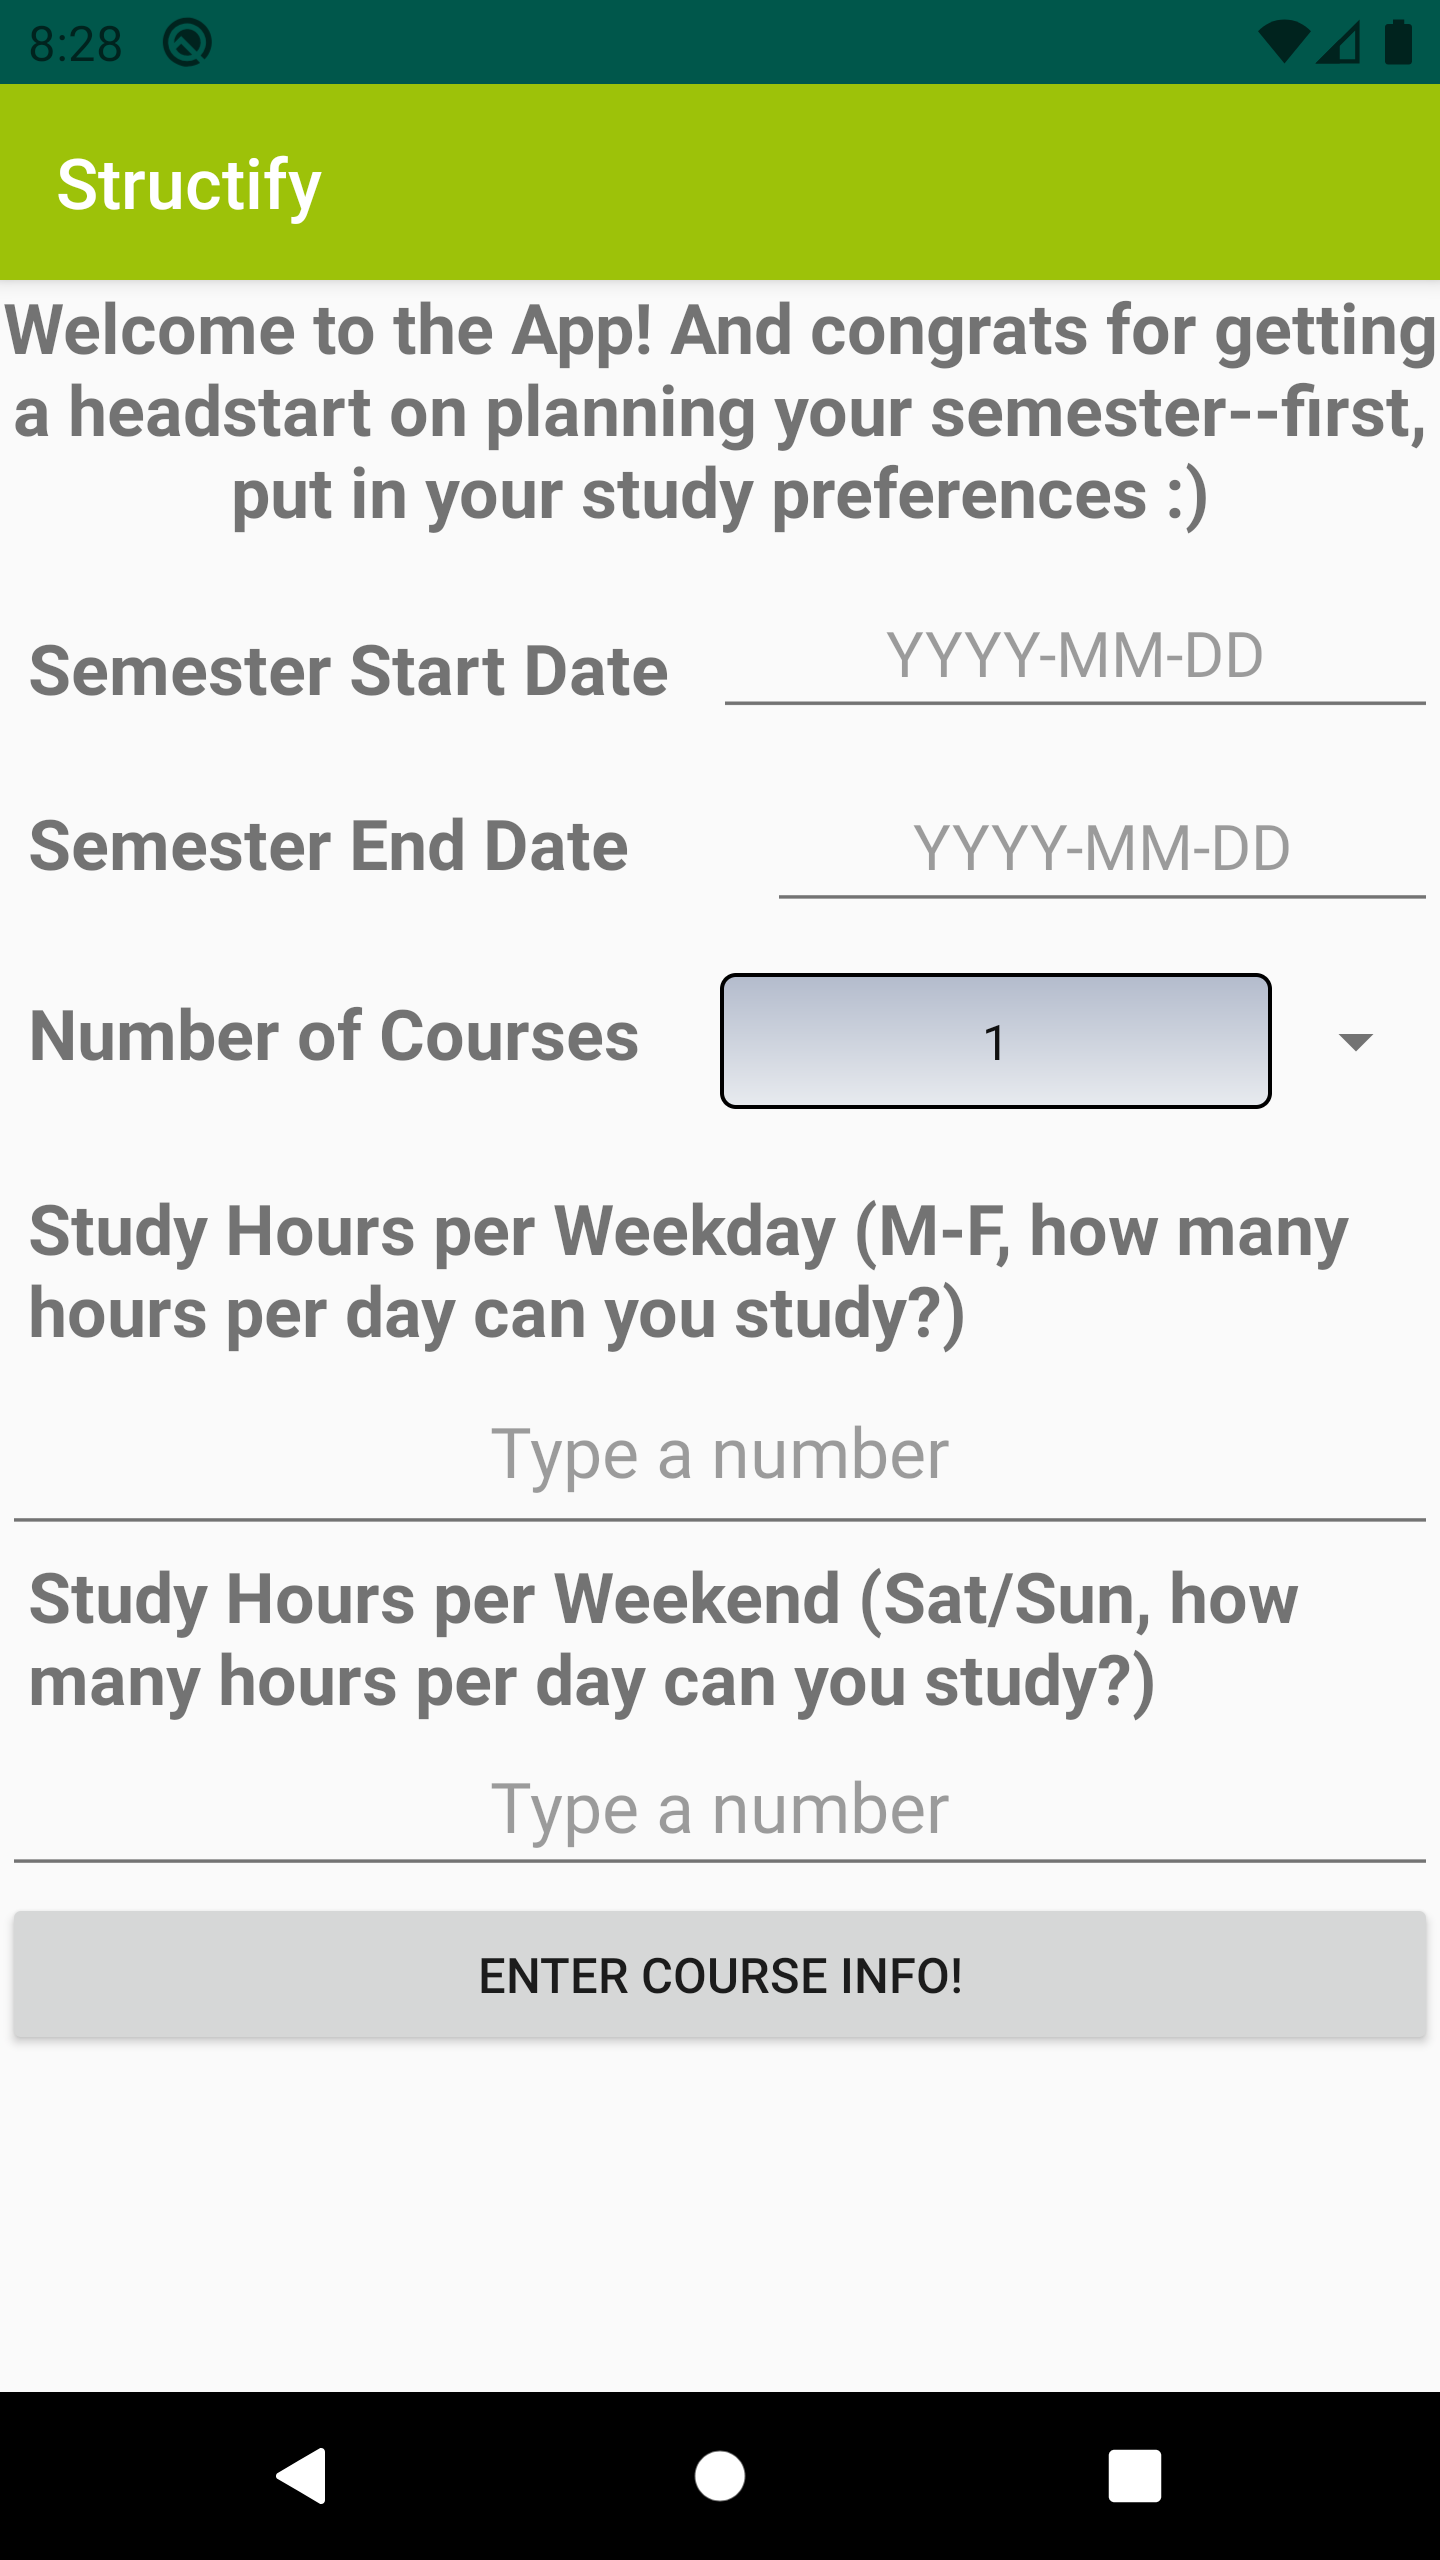 8:28
Structify
Welcome to the App! And congrats for getting
a headstart on planning your semester--first,
put in your study preferences :)
Semester Start Date
YYYY-MM-DD
Semester End Date
YYYY-MM-DD
Number of Courses
1
Study Hours per Weekday (M-F, how many
hours per day can you study?)
Type a number
Study Hours per Weekend (Sat/Sun, how
many hours per day can you study?)
Type a number
ENTER COURSE INFO!